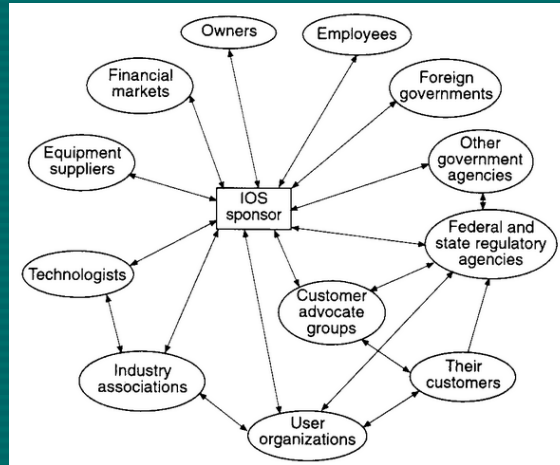 Owners
Employees
Financial
markets
Foreign
governments
Equipment
suppliers
Other
government
agencies
IOS
sponsor
Federal and
state regulatory
agencies
Technologists
Customer
advocate
groups
Industry
associations
Their
customers
User
organizations